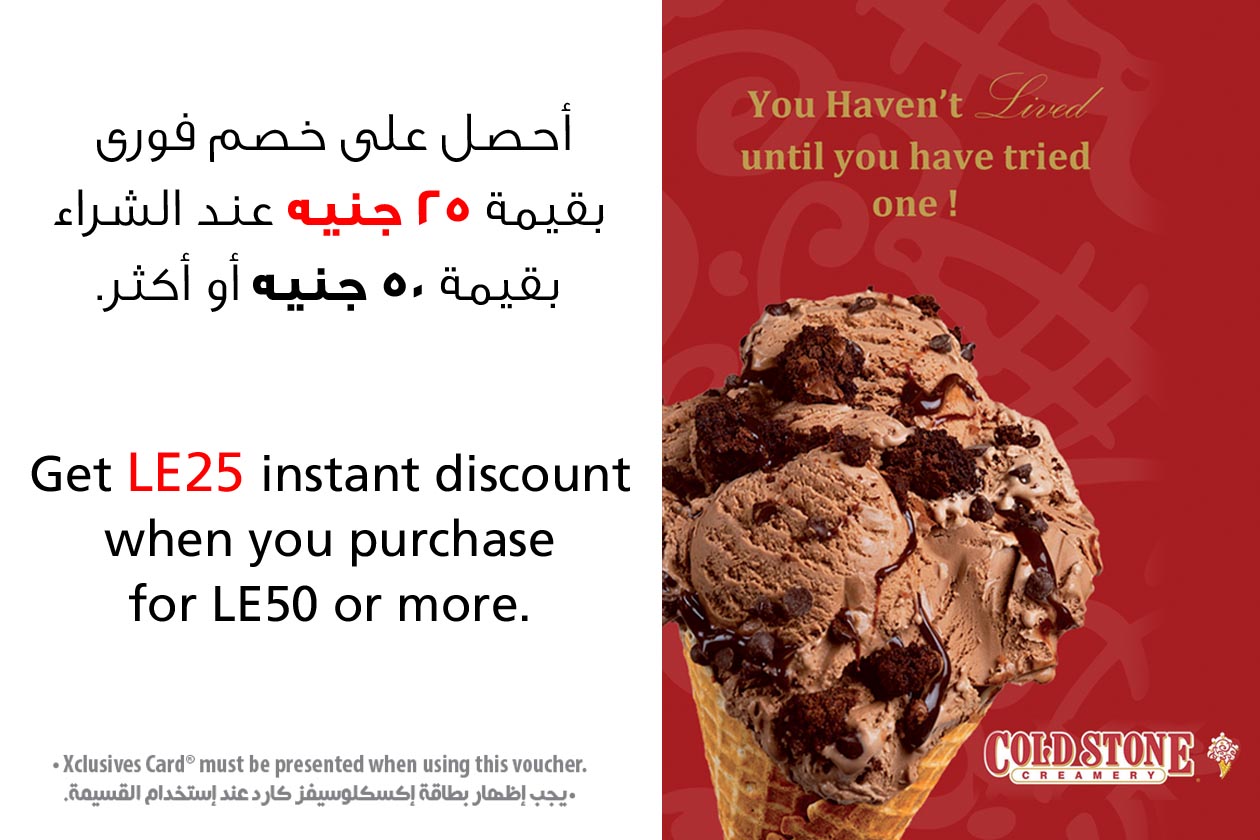 أحصل على خصم فورى
بقيمة ٢٥ جنيه عند الشراء
بقيمة ٥٠ جنيه أو أكثر.
Get LE25 instant discount
when you purchase
for LE50 or more.
• Xclusives Card® must be presented when using this voucher.
•يجب إظهار بطاقة إكسكلوسيفز كارد عند إستخدام القسيمة.
You Haven't Lived
until you have tried
one !
COLD STONE
CREAMERY